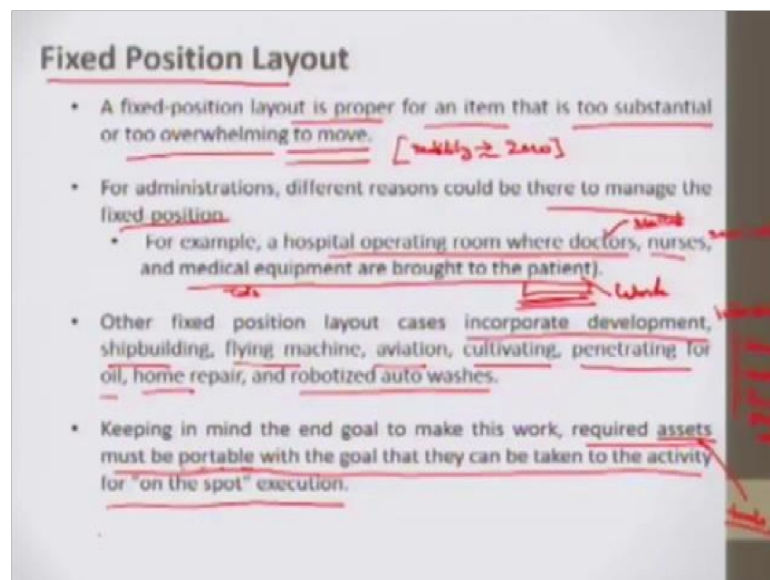 Fixed Position Layout
• A fixed-position layout is proper for an item that is too substantial
or too overwhelming to move.
• For administrations, different reasons could be there to manage the
fixed position.
• For example, a hospital operating room where doctors, nurses,
and medical equipment are brought to the patient).
Work
• Other fixed position layout cases incorporate development,
shipbuilding, flying machine, aviation, cultivating, penetrating for
oil, home repair, and robotized auto washes.
• Keeping in mind the end goal to make this work, required assets
must be portable with the goal that they can be taken to the activity
for "on the spot" execution.